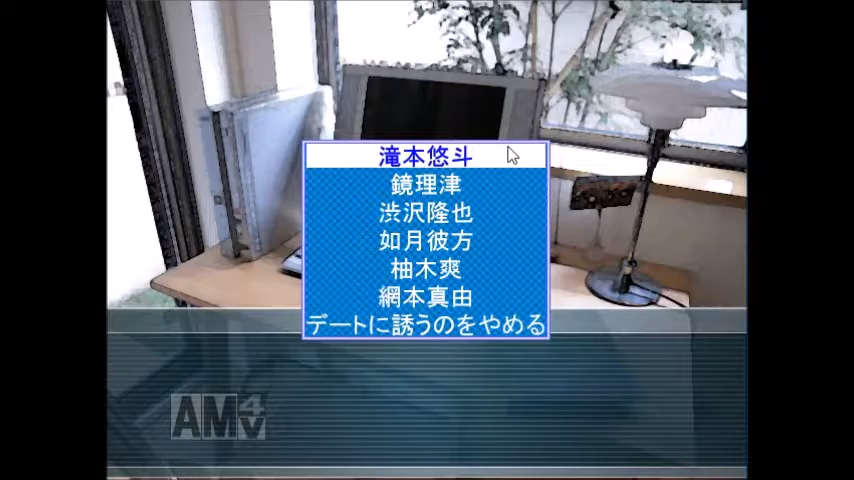 滝本悠斗
鏡理津
渋沢隆也
如月彼方
柚木爽
網本真由
デートに誘うのをやめる
AM4V